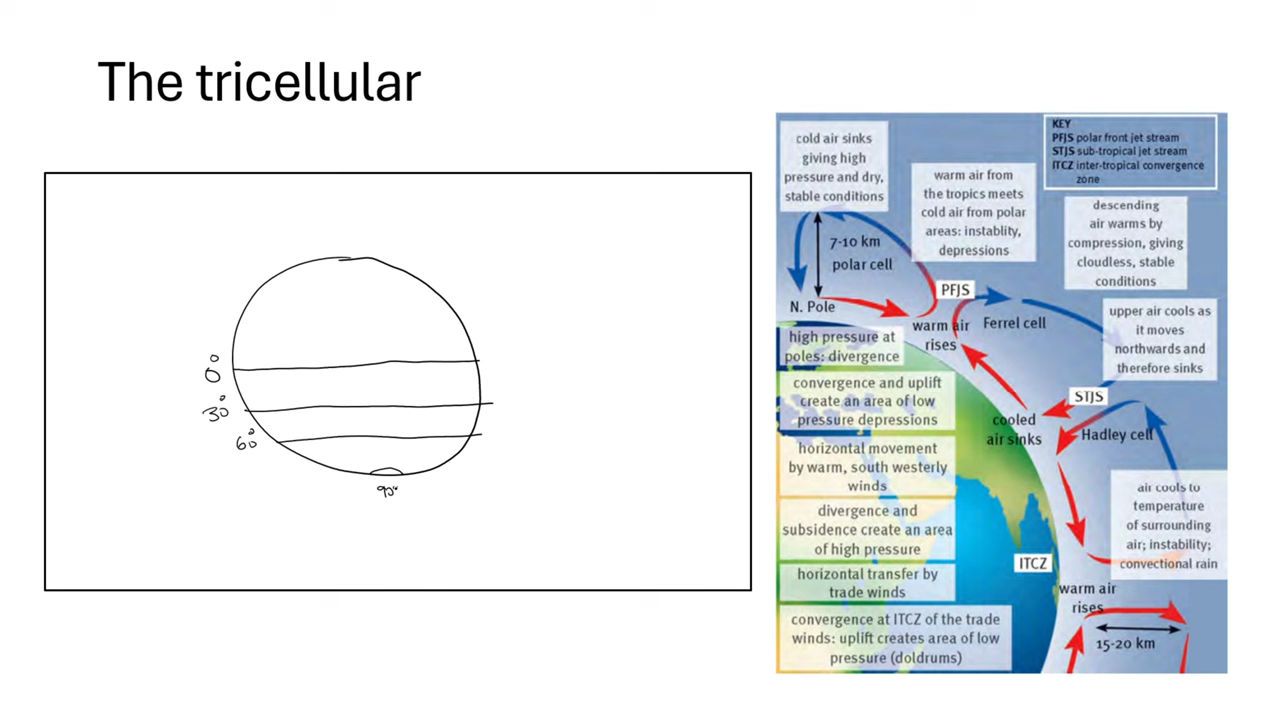 The tricellular
0°
30°
60°
90°
KEY
PFJS polar front jet stream
STJS sub-tropical jet stream
ITCZ inter-tropical convergence
zone
cold air sinks
giving high
pressure and dry,
stable conditions
warm air from
the tropics meets
cold air from polar
areas: instablity,
depressions
descending
air warms by
compression, giving
cloudless, stable
conditions
7-10 km
polar cell
N. Pole
PFJS
Ferrel cell
warm air
rises
upper air cools as
it moves
northwards and
therefore sinks
high pressure at
poles: divergence
convergence and uplift
create an area of low
pressure depressions
STJS
cooled
air sinks
Hadley cell
horizontal movement
by warm, south westerly
winds
air cools to
temperature
of surrounding
air; instability;
convectional rain
divergence and
subsidence create an area
of high pressure
ITCZ
horizontal transfer by
trade winds
warm air
rises
convergence at ITCZ of the trade
winds: uplift creates area of low
pressure (doldrums)
15-20 km